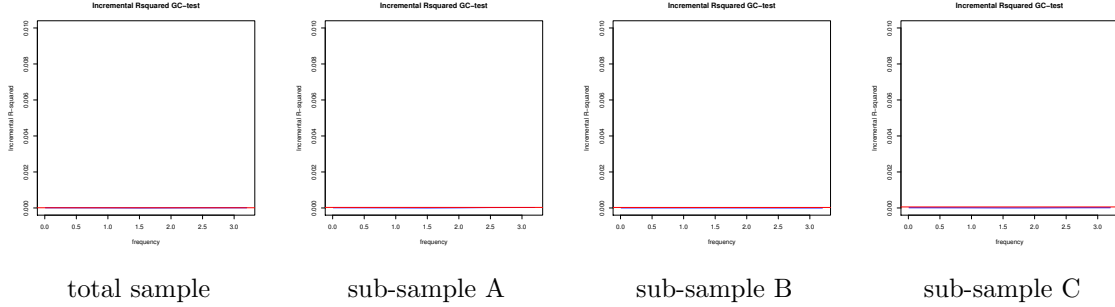 Incremental Rsquared GC−test
Incremental R−squared
0.010
0.008
0.006
0.004
0.002
0.000
0.0 0.5 1.0 1.5 2.0 2.5 3.0
frequency
total sample
Incremental Rsquared GC−test
Incremental R−squared
0.010
0.008
0.006
0.004
0.002
0.000
0.0 0.5 1.0 1.5 2.0 2.5 3.0
frequency
sub-sample A
Incremental Rsquared GC−test
Incremental R−squared
0.010
0.008
0.006
0.004
0.002
0.000
0.0 0.5 1.0 1.5 2.0 2.5 3.0
frequency
sub-sample B
Incremental Rsquared GC−test
Incremental R−squared
0.010
0.008
0.006
0.004
0.002
0.000
0.0 0.5 1.0 1.5 2.0 2.5 3.0
frequency
sub-sample C